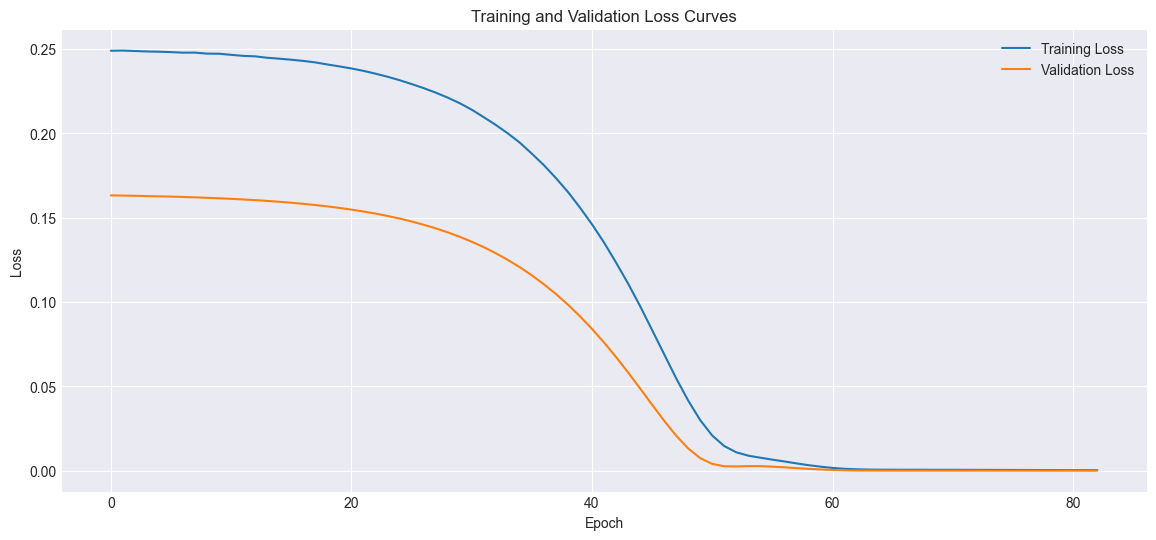 Training and Validation Loss Curves
Training Loss
Validation Loss
0.25
0.20
0.15
0.10
0.05
0.00
Loss
0
20
40
60
80
Epoch